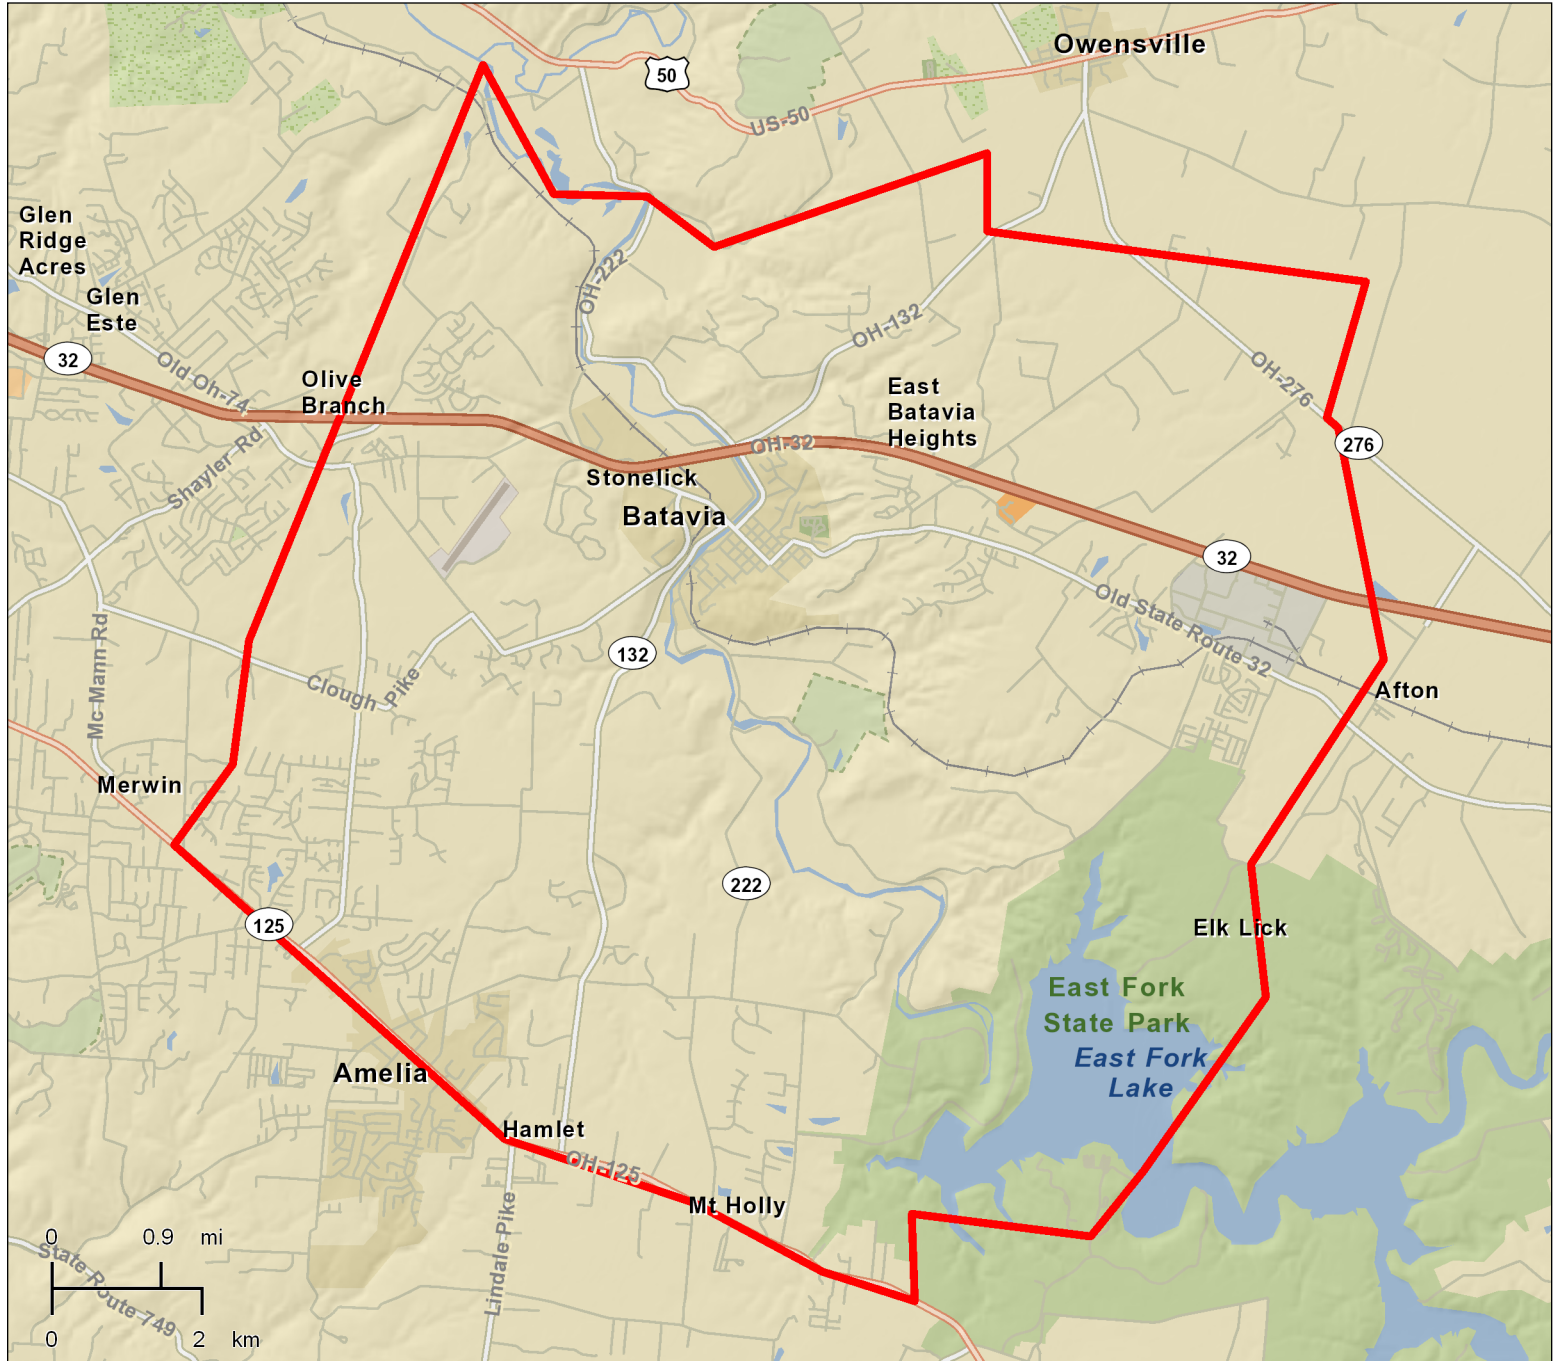 Owensville
50
US-50
Glen
Ridge
Acres
Glen
Este
OH-222
32
Old Oh-74
Olive
Branch
OH-132
East
Batavia
Heights
OH-276
276
Shayler Rd
OH-32
Stonelick
Batavia
32
Old State Route 32
Mc Mann Rd
132
Clough Pike
Afton
Merwin
222
125
Elk Lick
East Fork
State Park
East Fork
Lake
Amelia
Hamlet
OH-125
Mt Holly
Lindale Pike
0 0.9 mi
State Route 749
0 2 km